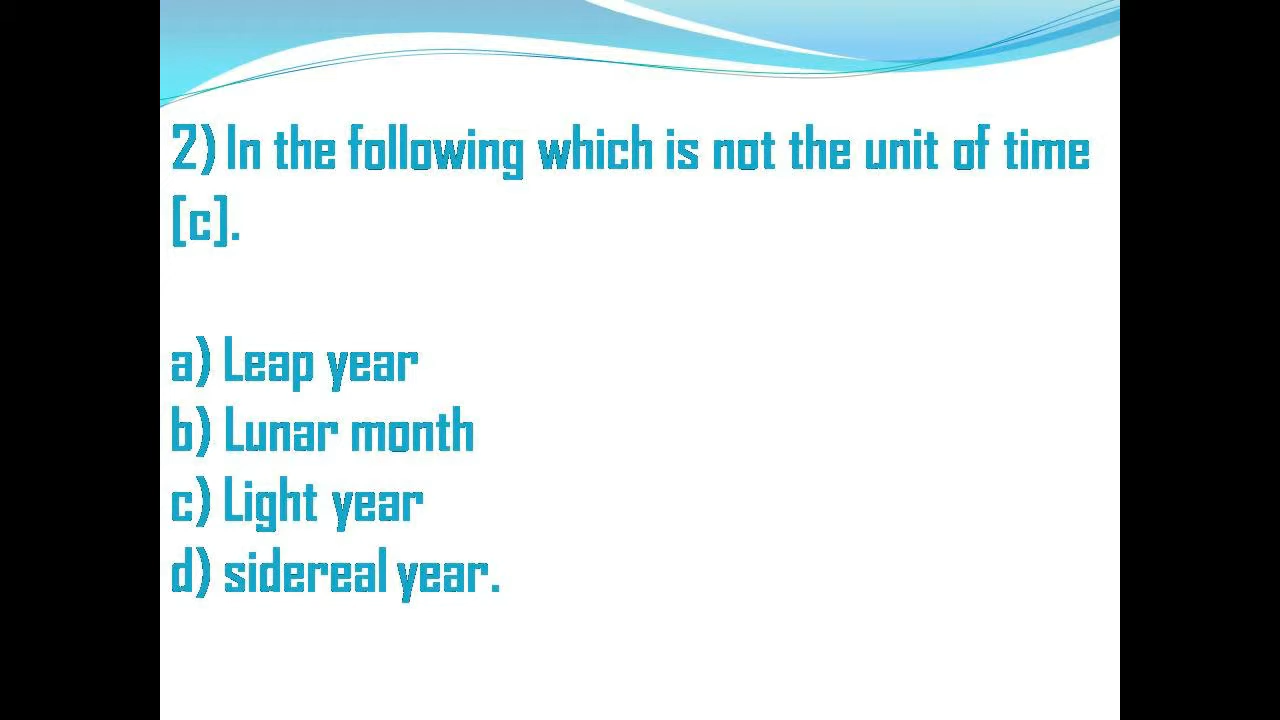 2) In the following which is not the unit of time
[c].
a) Leap year
b) Lunar month
c) Light year
d) sidereal year.